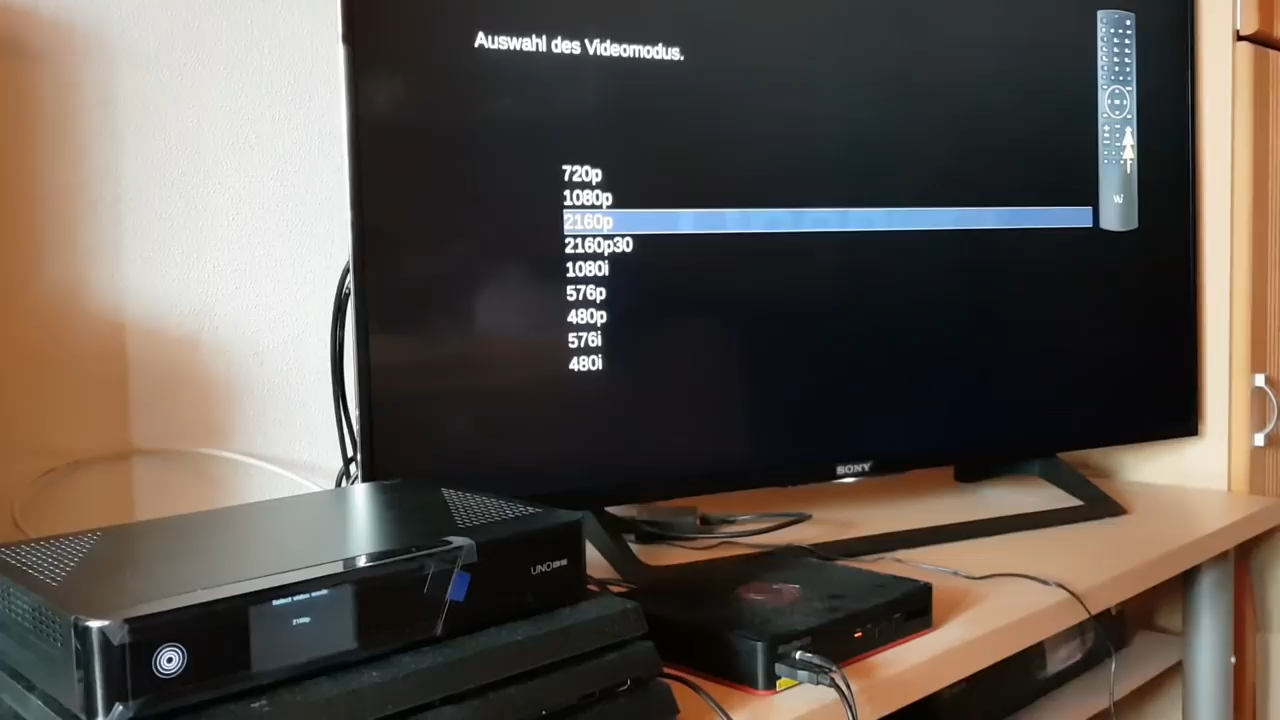 Auswahl des Videomodus.
720p
1080p
2160p
2160p30
1080i
576p
480p
576i
480i
SONY
UNO
Select video mode
2160p